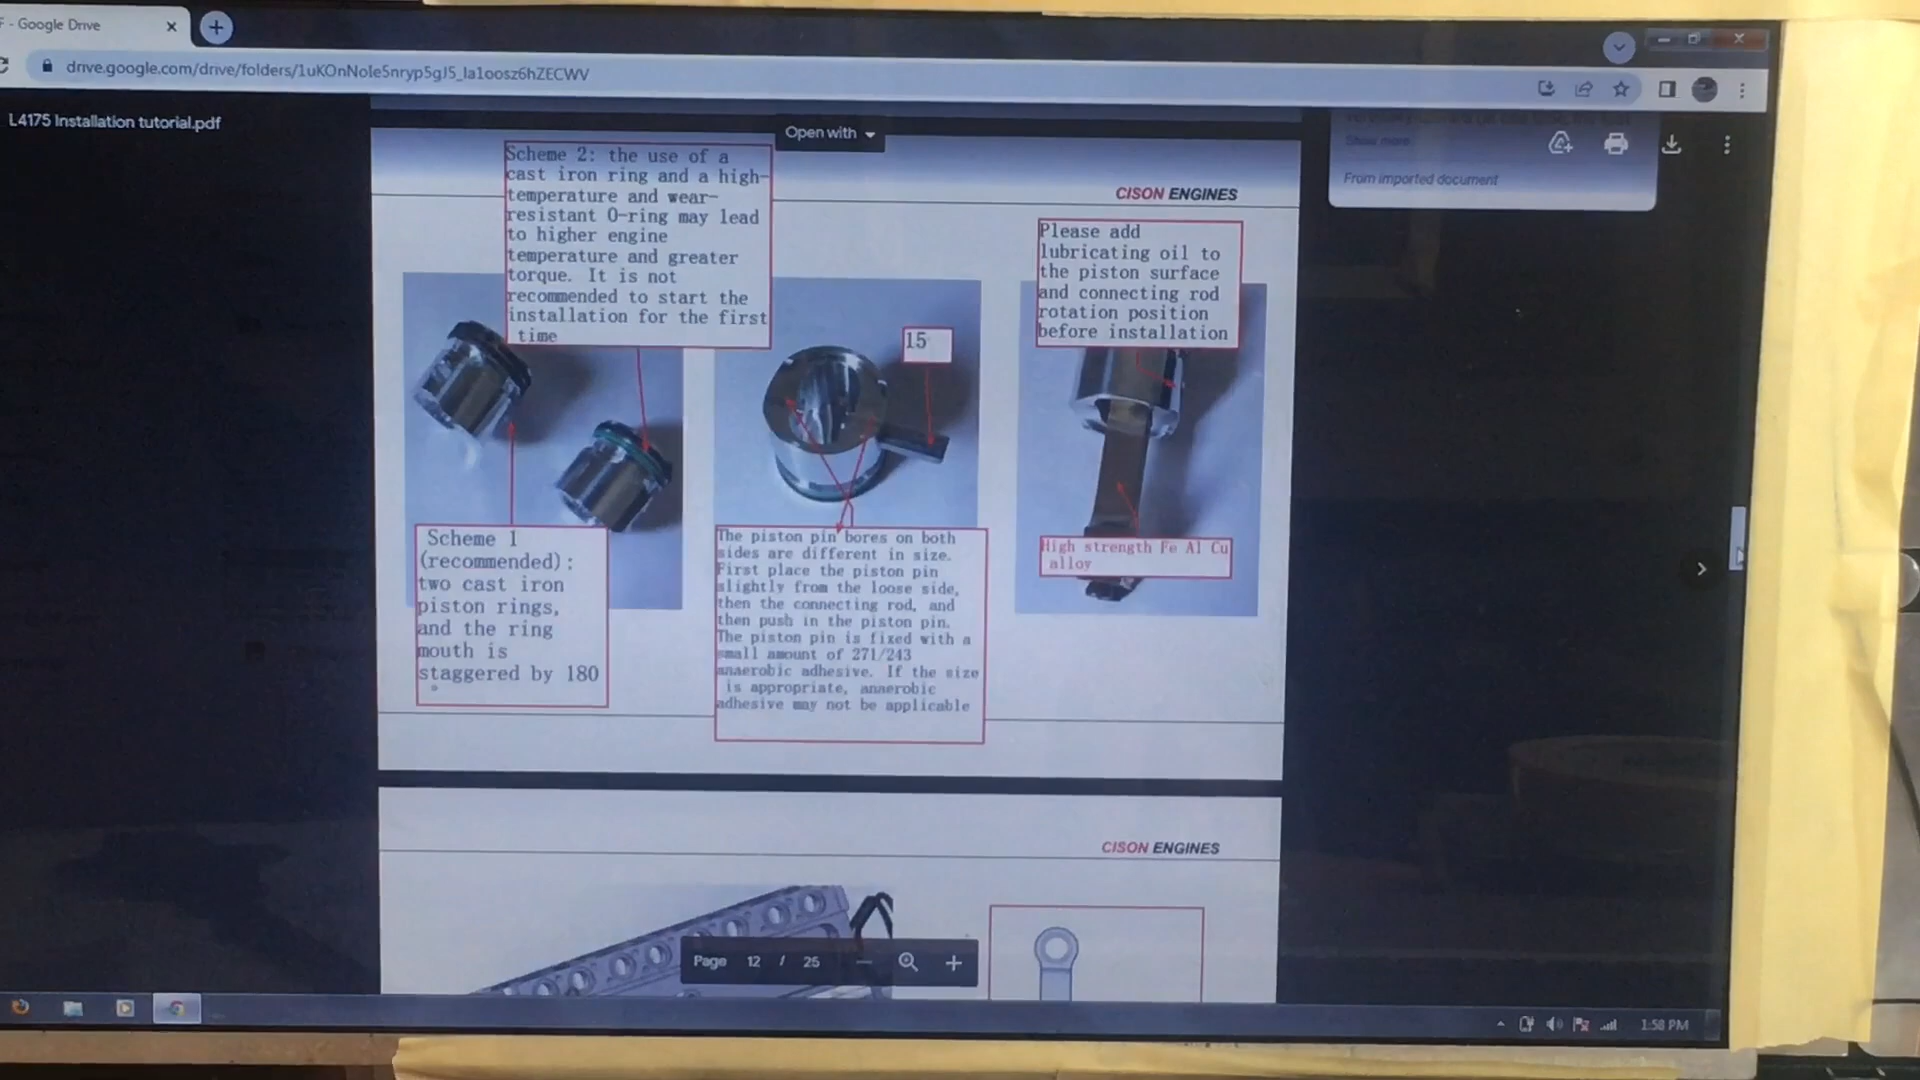 - Google Drive
drive.google.com/drive/folders/1uKOnNole5nryp5gJ5_la1oosz6hZECWV
L4175 Installation tutorial.pdf
Open with
Show more
From imported document
CISON ENGINES
Scheme 2: the use of a
cast iron ring and a high-
temperature and wear-
resistant O-ring may lead
to higher engine
temperature and greater
torque. It is not
recommended to start the
installation for the first
time
Please add
lubricating oil to
the piston surface
and connecting rod
rotation position
before installation
15
Scheme 1
(recommended):
two cast iron
piston rings,
and the ring
mouth is
staggered by 180
°
The piston pin bores on both
sides are different in size.
First place the piston pin
slightly from the loose side,
then the connecting rod, and
then push in the piston pin.
The piston pin is fixed with a
small amount of 271/243
anaerobic adhesive. If the size
is appropriate, anaerobic
adhesive may not be applicable
High strength Fe Al Cu
alloy
CISON ENGINES
Page 12 / 25
1:58 PM